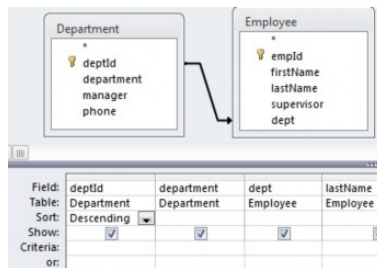 Department
*
deptId
department
manager
phone
Employee
*
empId
firstName
lastName
supervisor
dept
Field: deptId department dept lastName
Table: Department Department Employee Employee
Sort: Descending
Show:
Criteria:
or: